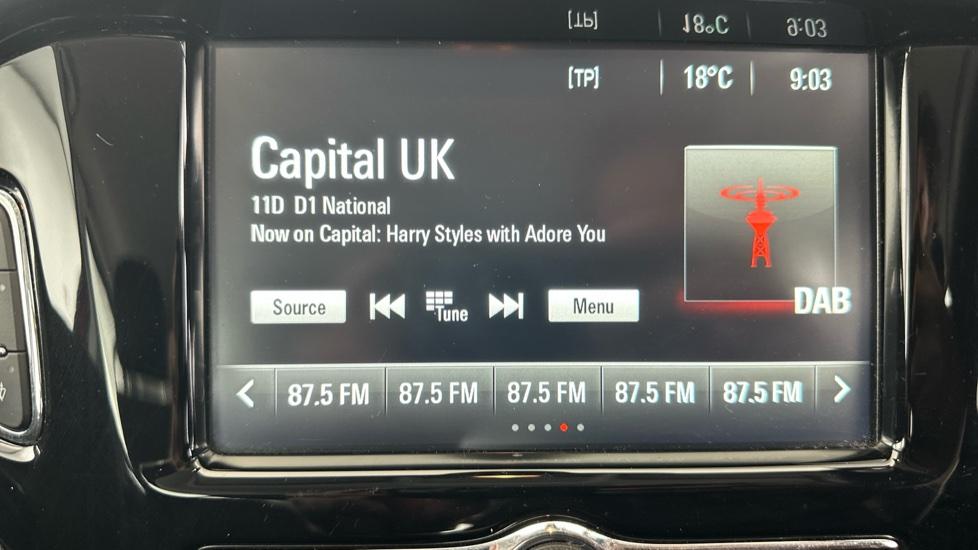 [TP] 18°C 9:03
Capital UK
11D D1 National
Now on Capital: Harry Styles with Adore You
DAB
Source Tune Menu
87.5 FM 87.5 FM 87.5 FM 87.5 FM 87.5 FM